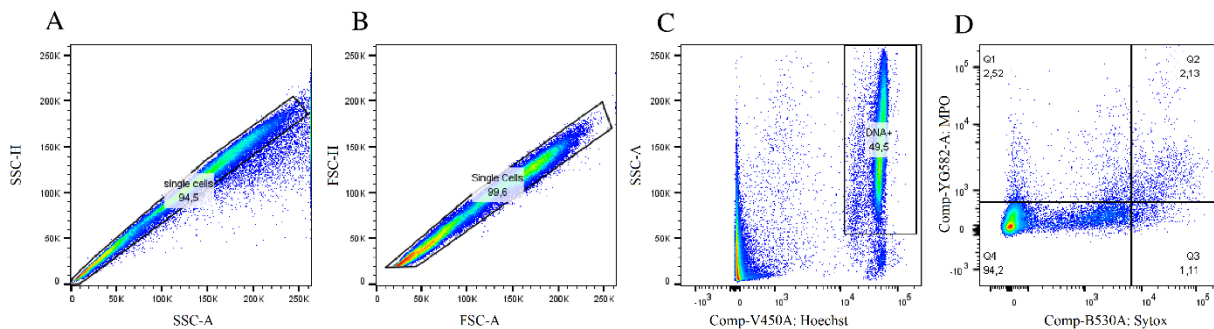 A
SSC-H
250K
200K
150K
100K
50K
0
single cells
94,5
0 50K 100K 150K 200K 250K
SSC-A
B
FSC-H
250K
200K
150K
100K
50K
0
Single Cells
99,6
0 50K 100K 150K 200K 250K
FSC-A
C
SSC-A
250K
200K
150K
100K
50K
0
DNA+
49,5
-10³ 0 10³ 10⁴ 10⁵
Comp-V450A: Hoechst
D
Comp-YG582-A: MPO
10⁵
10⁴
10³
0
-10³
Q1
2,52
Q2
2,13
Q4
94,2
Q3
1,11
0 10³ 10⁴ 10⁵
Comp-B530A: Sytox